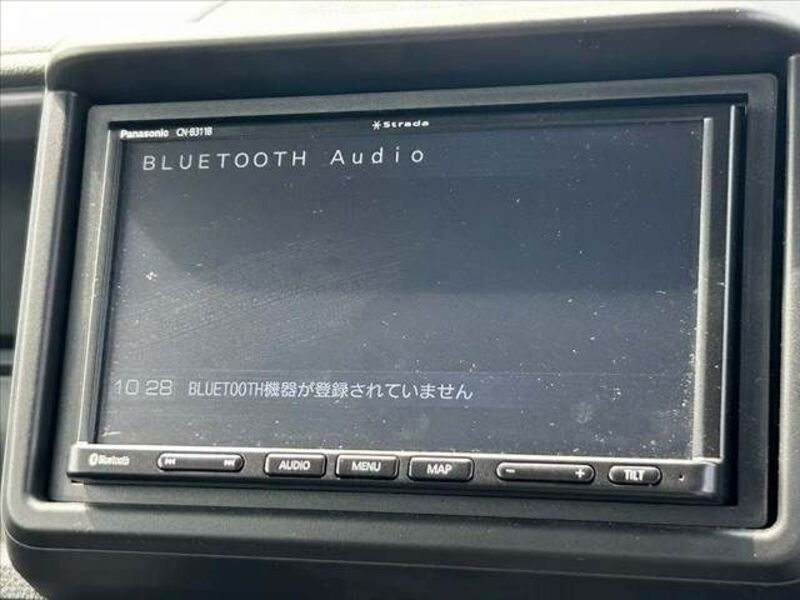 Panasonic CN-B311B
Strada
BLUETOOTH Audio
10 28 BLUETOOTH機器が登録されていません
Bluetooth AUDIO MENU MAP − + TILT